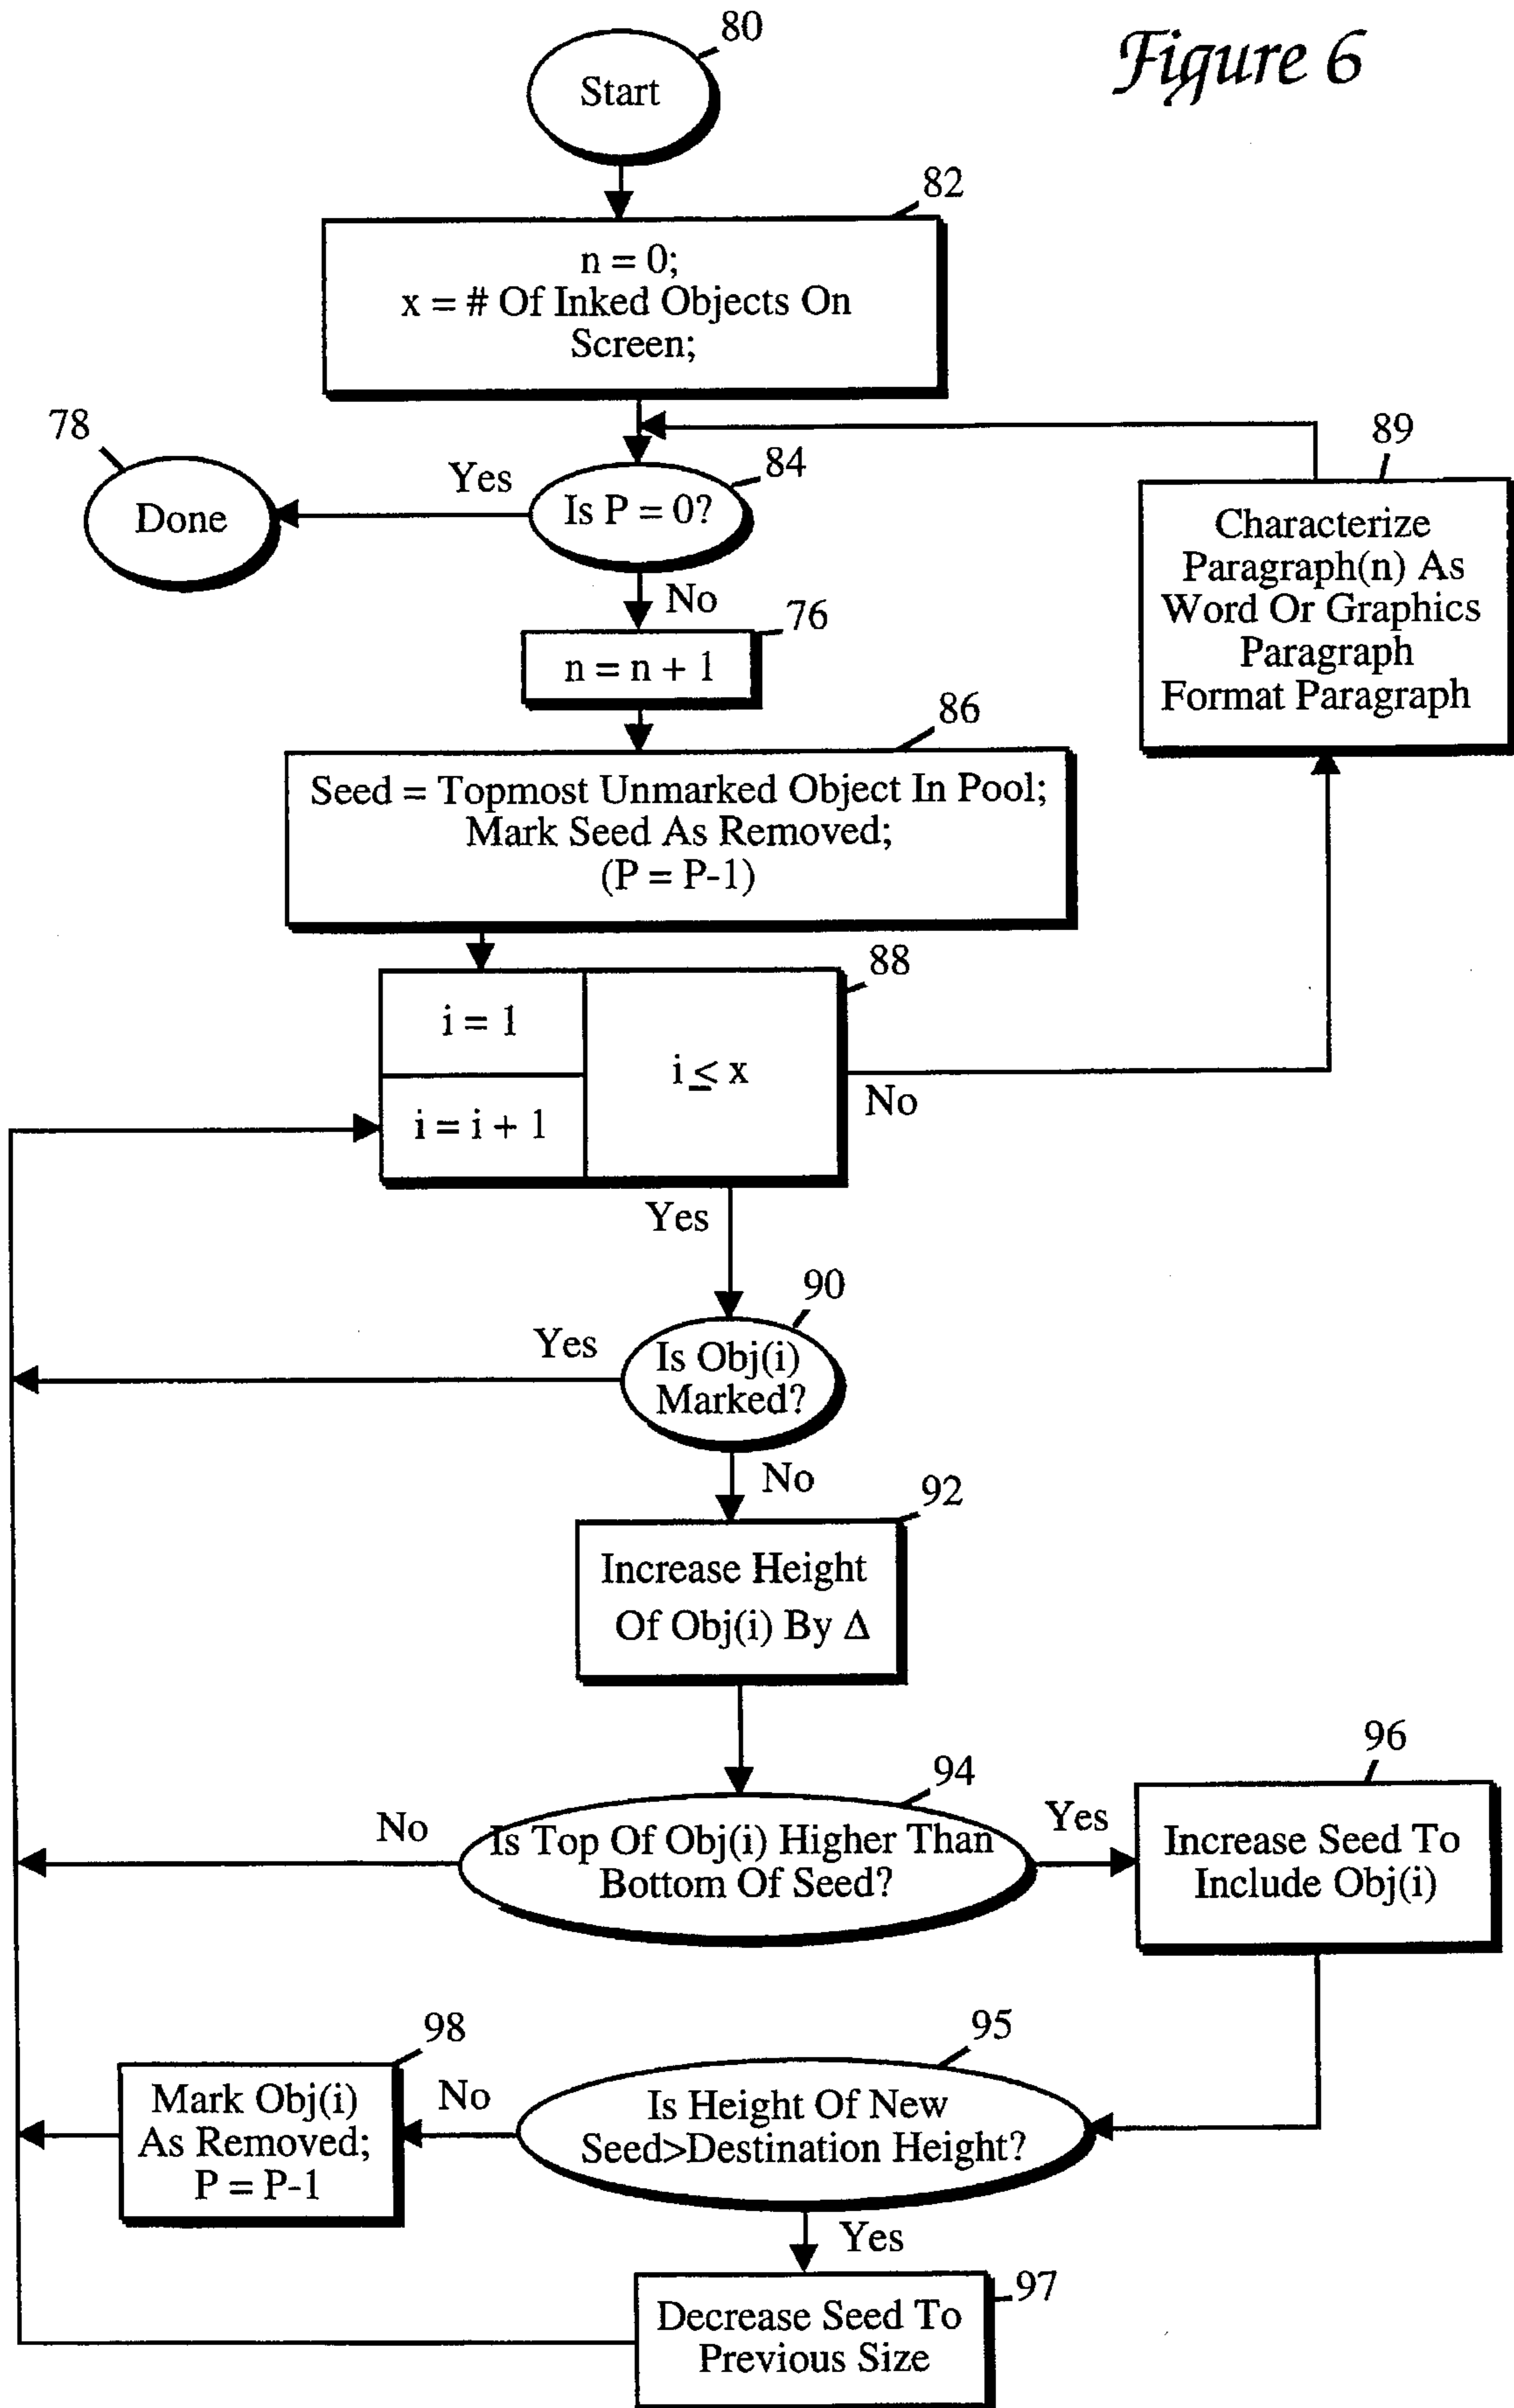 Figure 6
80
Start
82
n = 0;
x = # Of Inked Objects On
Screen;
78
Done
Yes
84
Is P = 0?
89
Characterize
Paragraph(n) As
Word Or Graphics
Paragraph
Format Paragraph
No
76
n = n + 1
86
Seed = Topmost Unmarked Object In Pool;
Mark Seed As Removed;
(P = P-1)
88
i = 1
i ≤ x
i = i + 1
No
Yes
90
Yes
Is Obj(i)
Marked?
No
92
Increase Height
Of Obj(i) By Δ
94
No
Is Top Of Obj(i) Higher Than
Bottom Of Seed?
Yes
96
Increase Seed To
Include Obj(i)
98
Mark Obj(i)
As Removed;
P = P-1
No
95
Is Height Of New
Seed>Destination Height?
Yes
97
Decrease Seed To
Previous Size